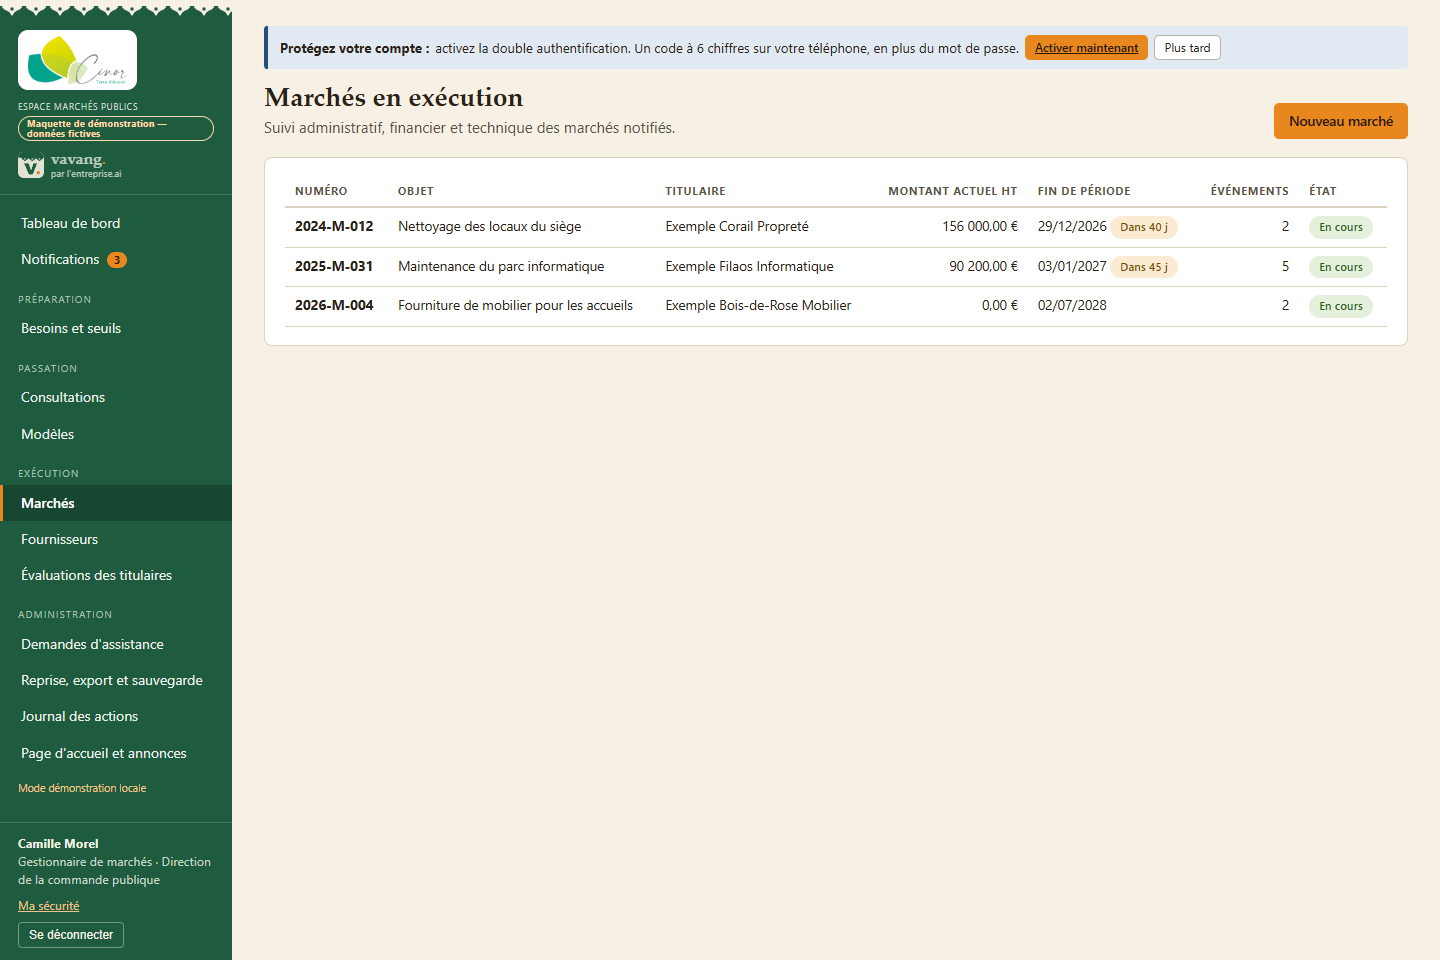 Cinor
ESPACE MARCHÉS PUBLICS
Maquette de démonstration —
données fictives
vavang.
par l'entreprise.ai
Tableau de bord
Notifications 3
PRÉPARATION
Besoins et seuils
PASSATION
Consultations
Modèles
EXÉCUTION
Marchés
Fournisseurs
Évaluations des titulaires
ADMINISTRATION
Demandes d'assistance
Reprise, export et sauvegarde
Journal des actions
Page d'accueil et annonces
Mode démonstration locale
Camille Morel
Gestionnaire de marchés · Direction
de la commande publique
Ma sécurité
Se déconnecter
Protégez votre compte : activez la double authentification. Un code à 6 chiffres sur votre téléphone, en plus du mot de passe. Activer maintenant Plus tard
Marchés en exécution
Suivi administratif, financier et technique des marchés notifiés.
Nouveau marché
NUMÉRO OBJET TITULAIRE MONTANT ACTUEL HT FIN DE PÉRIODE ÉVÉNEMENTS ÉTAT
2024-M-012 Nettoyage des locaux du siège Exemple Corail Propreté 156 000,00 € 29/12/2026 Dans 40 j 2 En cours
2025-M-031 Maintenance du parc informatique Exemple Filaos Informatique 90 200,00 € 03/01/2027 Dans 45 j 5 En cours
2026-M-004 Fourniture de mobilier pour les accueils Exemple Bois-de-Rose Mobilier 0,00 € 02/07/2028 2 En cours